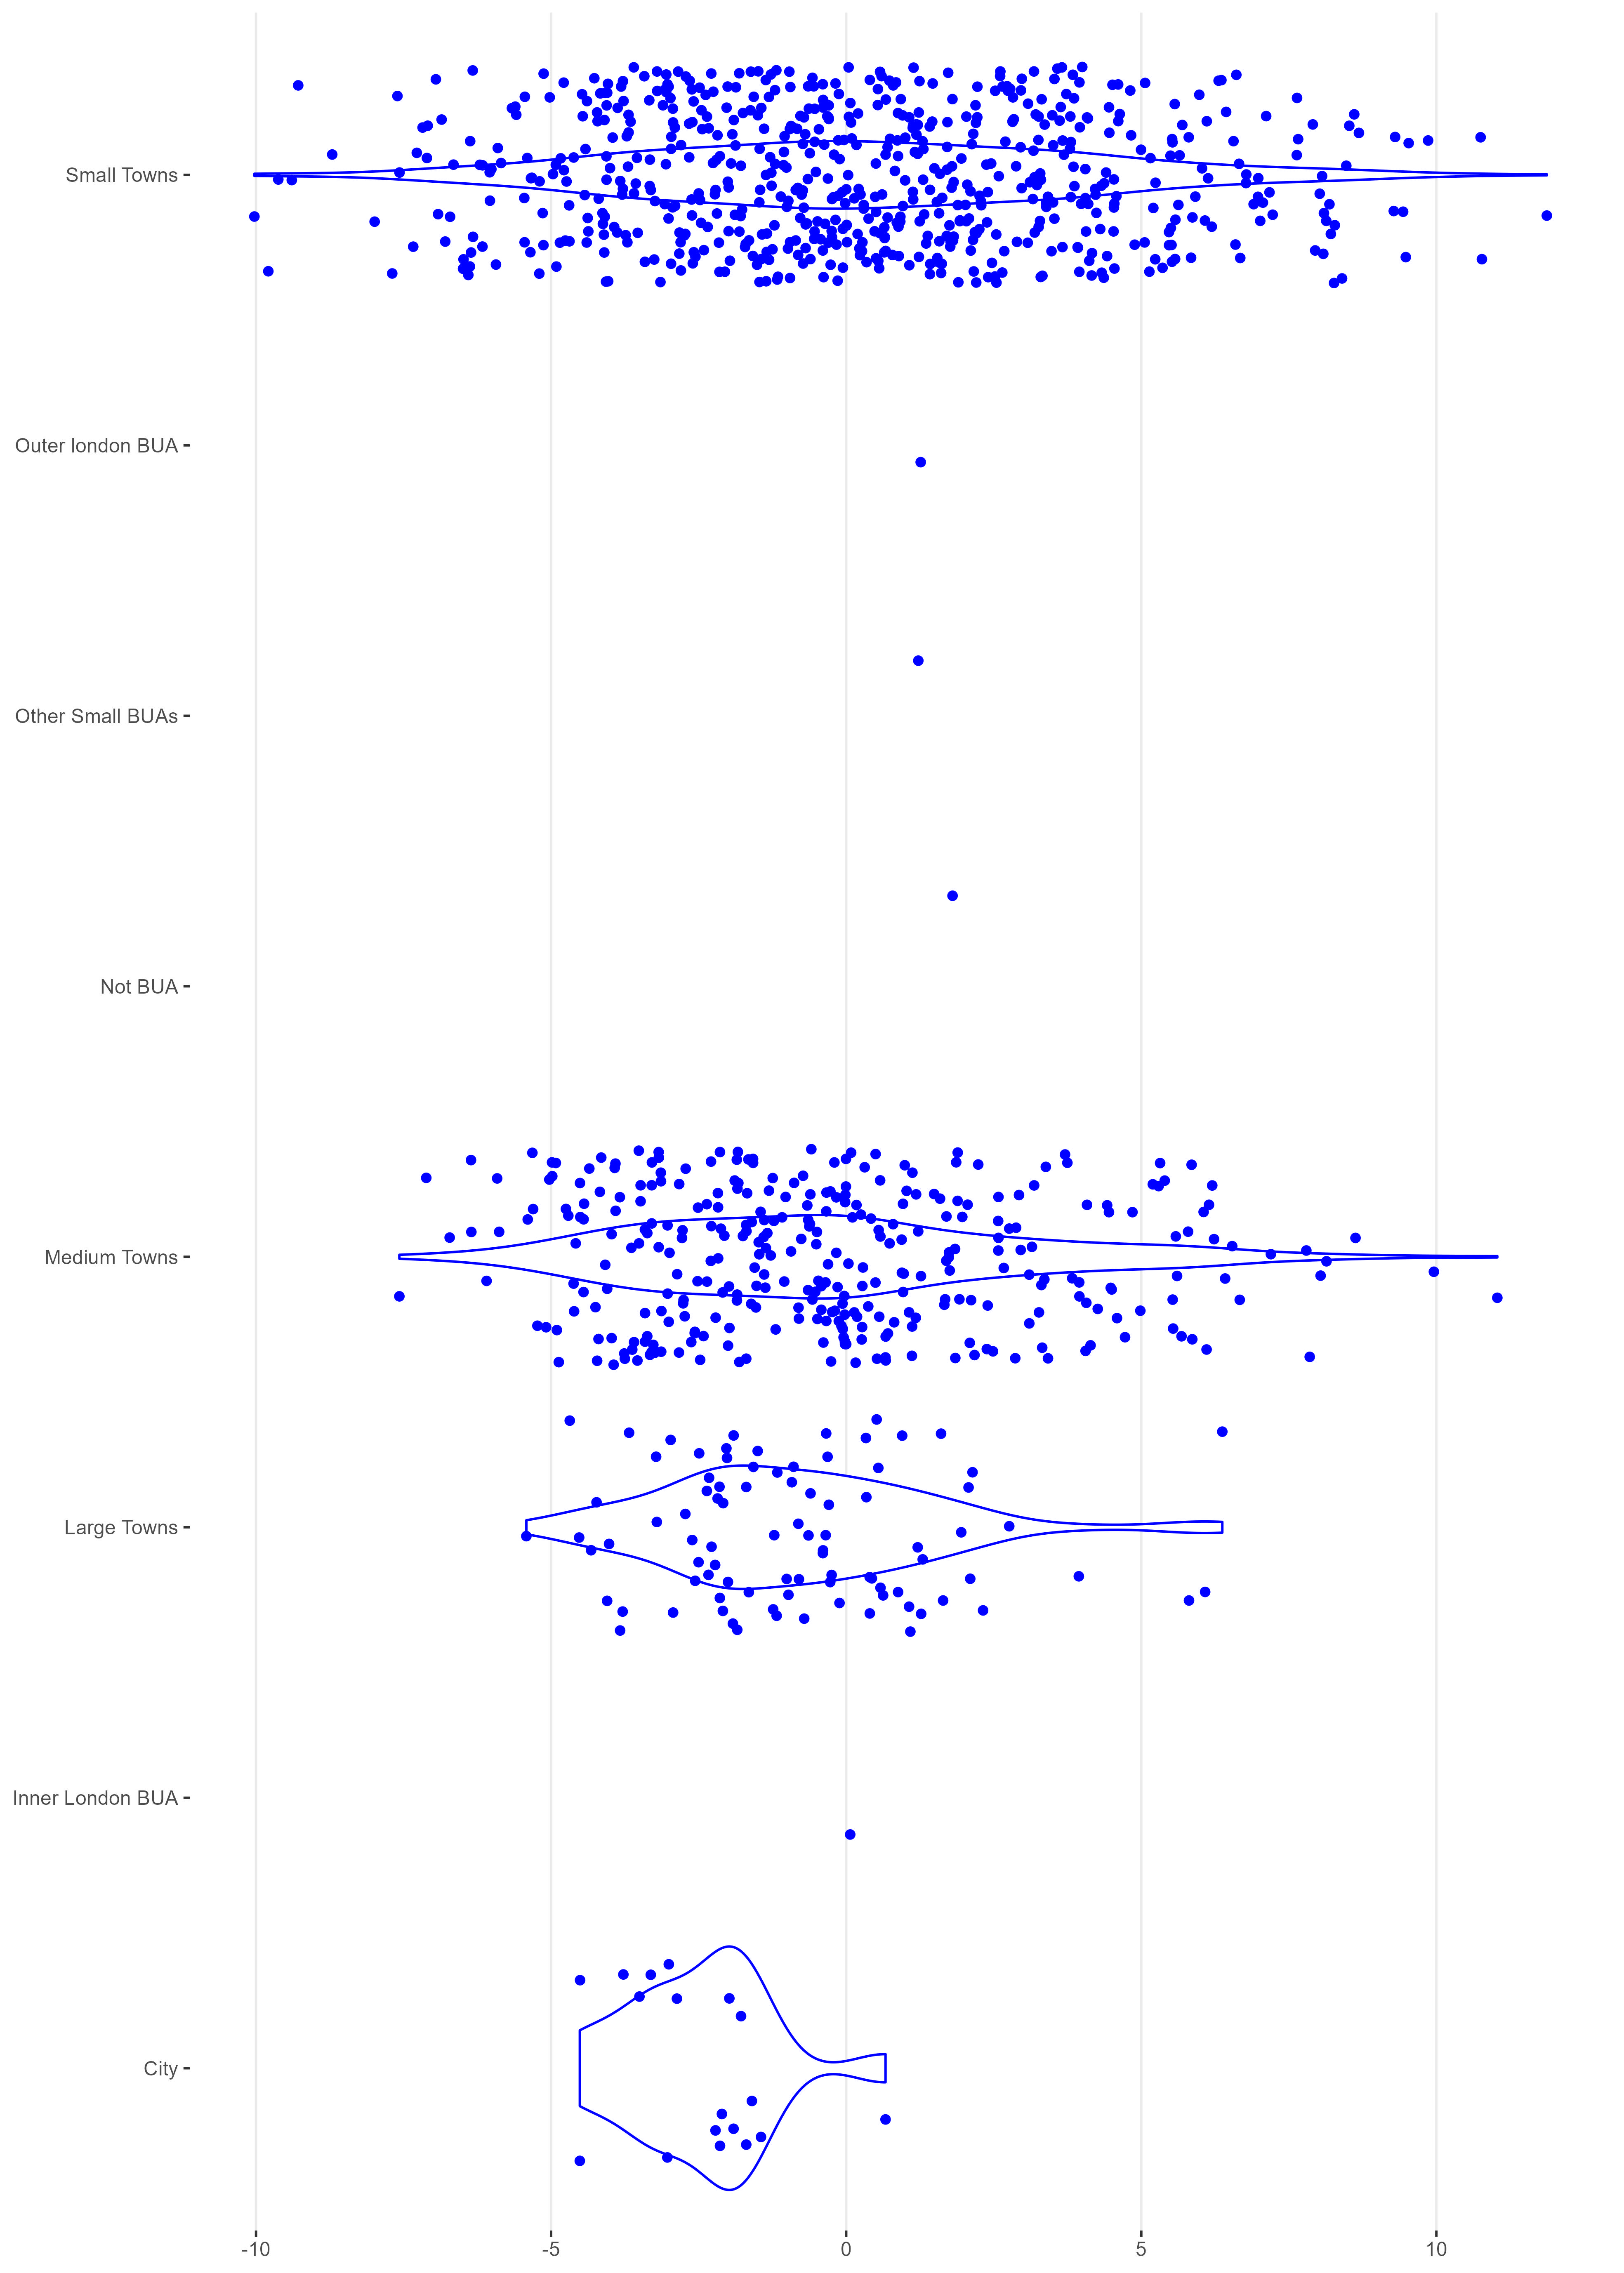 Small Towns
Outer london BUA
Other Small BUAs
Not BUA
Medium Towns
Large Towns
Inner London BUA
City
-10 -5 0 5 10